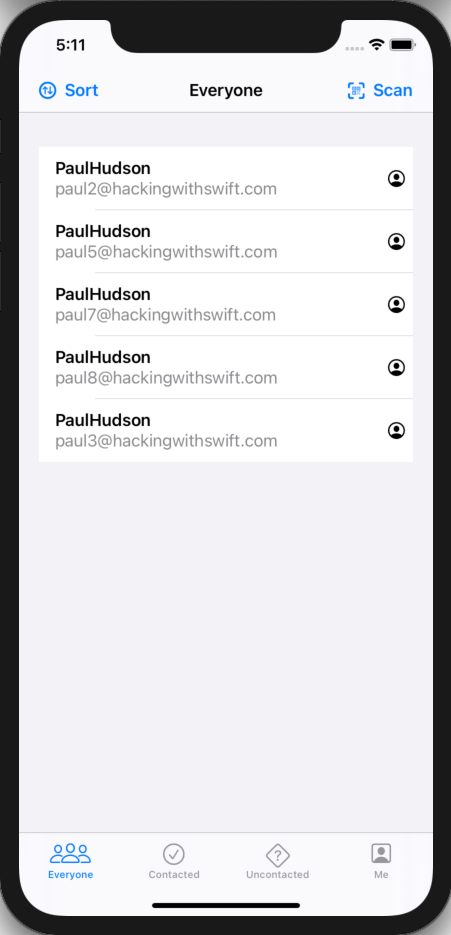 5:11
Sort
Everyone
Scan
PaulHudson
paul2@hackingwithswift.com
PaulHudson
paul5@hackingwithswift.com
PaulHudson
paul7@hackingwithswift.com
PaulHudson
paul8@hackingwithswift.com
PaulHudson
paul3@hackingwithswift.com
Everyone
Contacted
Uncontacted
Me